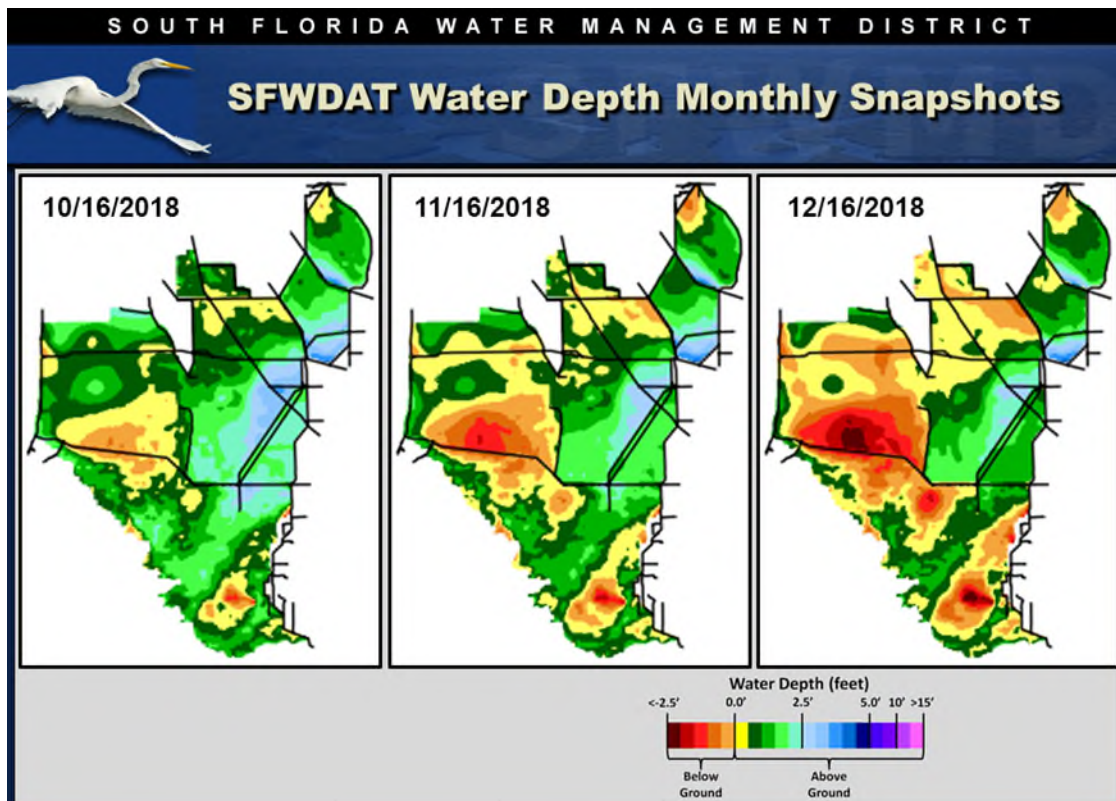 SOUTH FLORIDA WATER MANAGEMENT DISTRICT
SFWDAT Water Depth Monthly Snapshots
10/16/2018
11/16/2018
12/16/2018
Water Depth (feet)
<-2.5' 0.0' 2.5' 5.0' 10' >15'
Below Above
Ground Ground